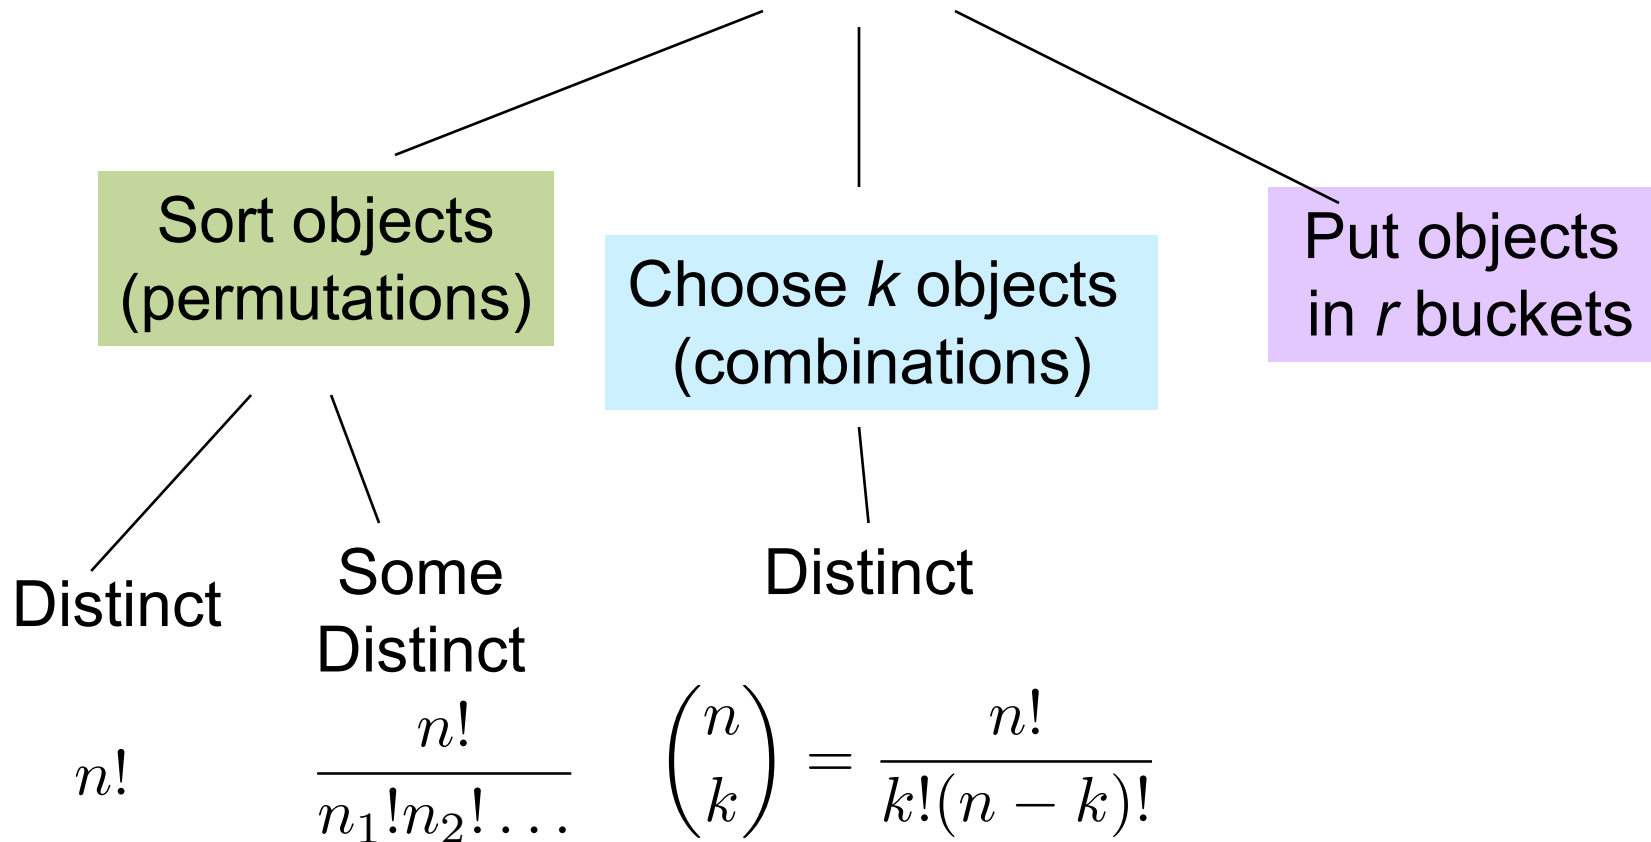 Sort objects
(permutations)
Choose k objects
(combinations)
Put objects
in r buckets
Distinct
Some
Distinct
Distinct
n!
n!
n₁!n₂!...
(n k) = n! / k!(n − k)!